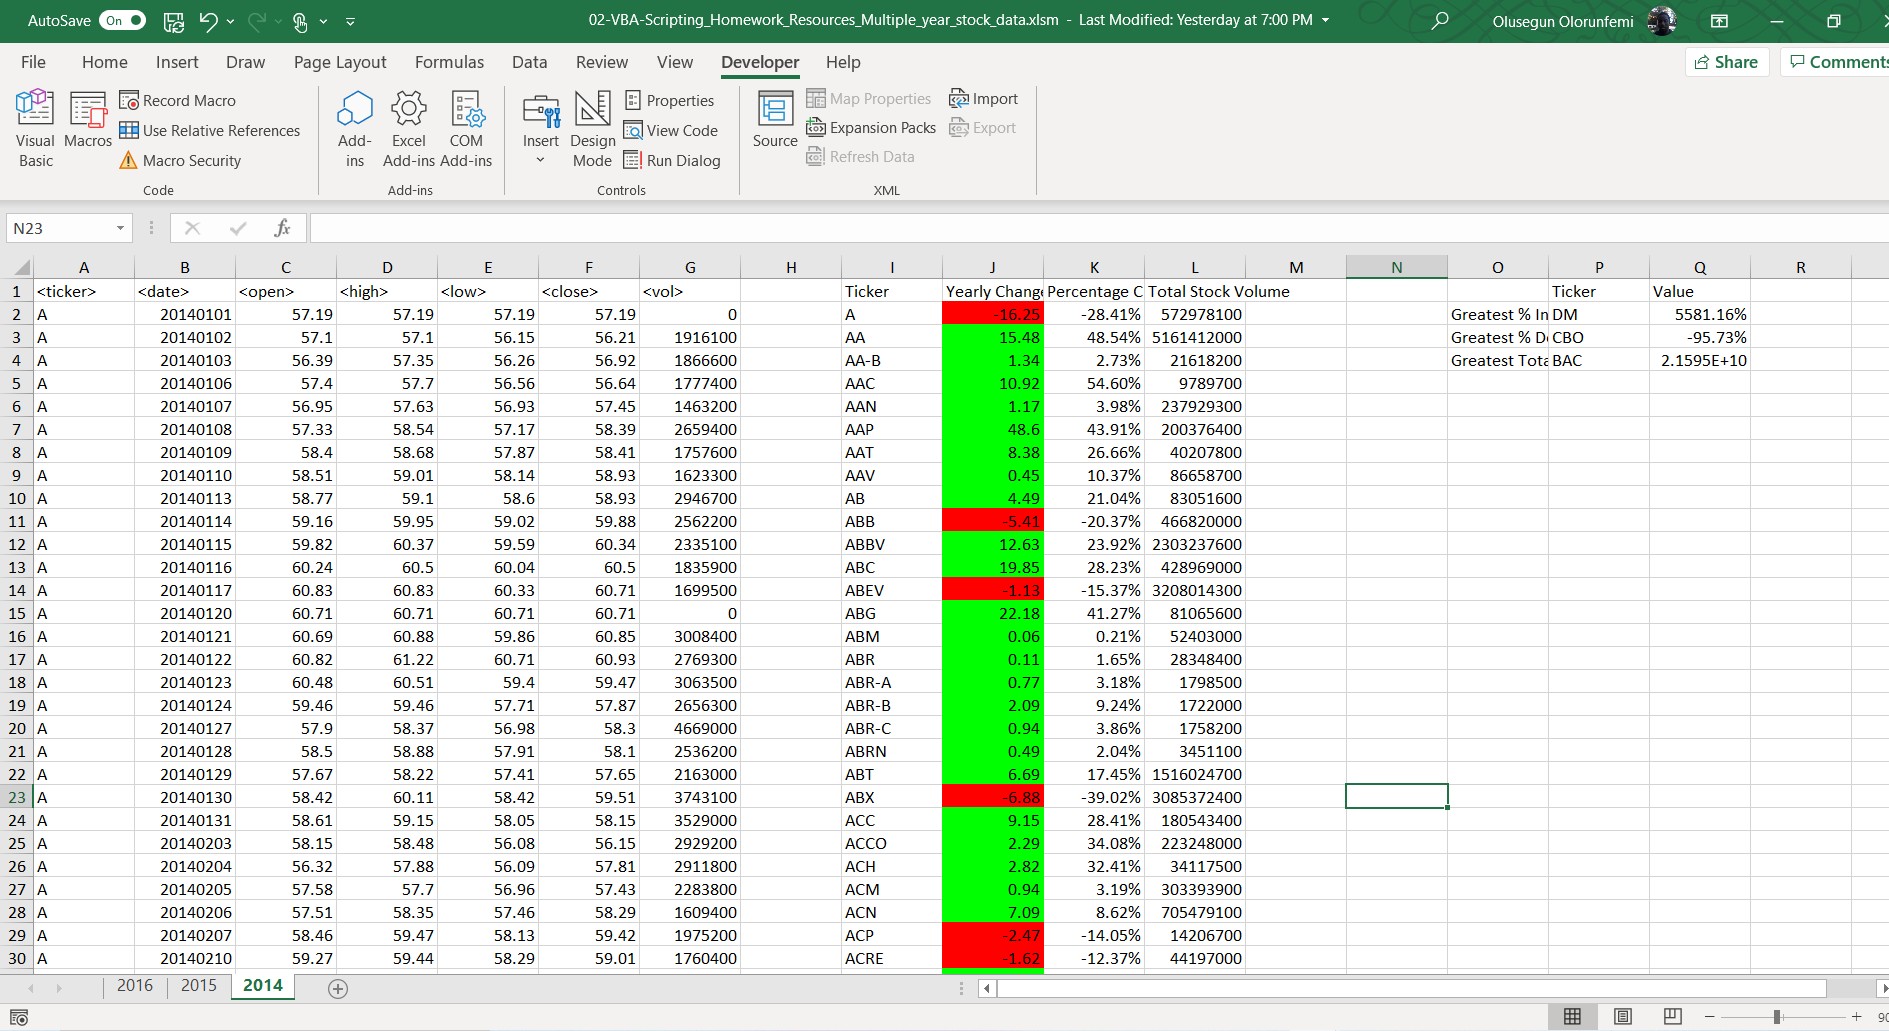 AutoSave On 02-VBA-Scripting_Homework_Resources_Multiple_year_stock_data.xlsm - Last Modified: Yesterday at 7:00 PM Olusegun Olorunfemi
File Home Insert Draw Page Layout Formulas Data Review View Developer Help Share Comments
Visual Basic
Macros
Record Macro
Use Relative References
Macro Security
Code
Add-ins
Excel Add-ins
COM Add-ins
Add-ins
Insert
Design Mode
Properties
View Code
Run Dialog
Controls
Source
Map Properties
Expansion Packs
Refresh Data
Import
Export
XML
N23 fx
A B C D E F G H I J K L M N O P Q R
1 <ticker> <date> <open> <high> <low> <close> <vol> Ticker Yearly Change Percentage C Total Stock Volume Ticker Value
2 A 20140101 57.19 57.19 57.19 57.19 0 A -16.25 -28.41% 572978100 Greatest % In DM 5581.16%
3 A 20140102 57.1 57.1 56.15 56.21 1916100 AA 15.48 48.54% 5161412000 Greatest % D CBO -95.73%
4 A 20140103 56.39 57.35 56.26 56.92 1866600 AA-B 1.34 2.73% 21618200 Greatest Tota BAC 2.1595E+10
5 A 20140106 57.4 57.7 56.56 56.64 1777400 AAC 10.92 54.60% 9789700
6 A 20140107 56.95 57.63 56.93 57.45 1463200 AAN 1.17 3.98% 237929300
7 A 20140108 57.33 58.54 57.17 58.39 2659400 AAP 48.6 43.91% 200376400
8 A 20140109 58.4 58.68 57.87 58.41 1757600 AAT 8.38 26.66% 40207800
9 A 20140110 58.51 59.01 58.14 58.93 1623300 AAV 0.45 10.37% 86658700
10 A 20140113 58.77 59.1 58.6 58.93 2946700 AB 4.49 21.04% 83051600
11 A 20140114 59.16 59.95 59.02 59.88 2562200 ABB -5.41 -20.37% 466820000
12 A 20140115 59.82 60.37 59.59 60.34 2335100 ABBV 12.63 23.92% 2303237600
13 A 20140116 60.24 60.5 60.04 60.5 1835900 ABC 19.85 28.23% 428969000
14 A 20140117 60.83 60.83 60.33 60.71 1699500 ABEV -1.13 -15.37% 3208014300
15 A 20140120 60.71 60.71 60.71 60.71 0 ABG 22.18 41.27% 81065600
16 A 20140121 60.69 60.88 59.86 60.85 3008400 ABM 0.06 0.21% 52403000
17 A 20140122 60.82 61.22 60.71 60.93 2769300 ABR 0.11 1.65% 28348400
18 A 20140123 60.48 60.51 59.4 59.47 3063500 ABR-A 0.77 3.18% 1798500
19 A 20140124 59.46 59.46 57.71 57.87 2656300 ABR-B 2.09 9.24% 1722000
20 A 20140127 57.9 58.37 56.98 58.3 4669000 ABR-C 0.94 3.86% 1758200
21 A 20140128 58.5 58.88 57.91 58.1 2536200 ABRN 0.49 2.04% 3451100
22 A 20140129 57.67 58.22 57.41 57.65 2163000 ABT 6.69 17.45% 1516024700
23 A 20140130 58.42 60.11 58.42 59.51 3743100 ABX -6.88 -39.02% 3085372400
24 A 20140131 58.61 59.15 58.05 58.15 3529000 ACC 9.15 28.41% 180543400
25 A 20140203 58.15 58.48 56.08 56.15 2929200 ACCO 2.29 34.08% 223248000
26 A 20140204 56.32 57.88 56.09 57.81 2911800 ACH 2.82 32.41% 34117500
27 A 20140205 57.58 57.7 56.96 57.43 2283800 ACM 0.94 3.19% 303393900
28 A 20140206 57.51 58.35 57.46 58.29 1609400 ACN 7.09 8.62% 705479100
29 A 20140207 58.46 59.47 58.13 59.42 1975200 ACP -2.47 -14.05% 14206700
30 A 20140210 59.27 59.44 58.29 59.01 1760400 ACRE -1.62 -12.37% 44197000
2016 2015 2014
90